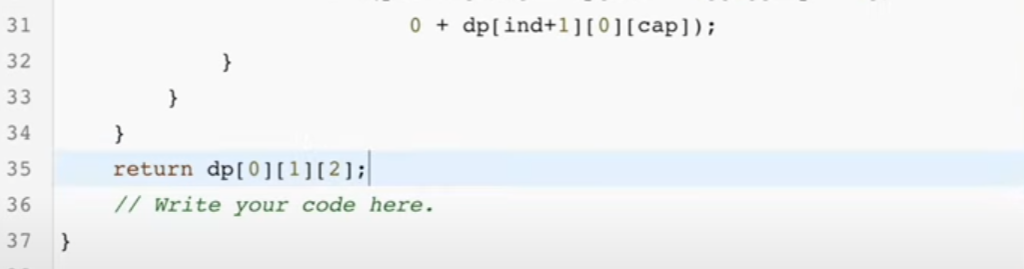 31 0 + dp[ind+1][0][cap]);
32 }
33 }
34 }
35 return dp[0][1][2];
36 // Write your code here.
37 }